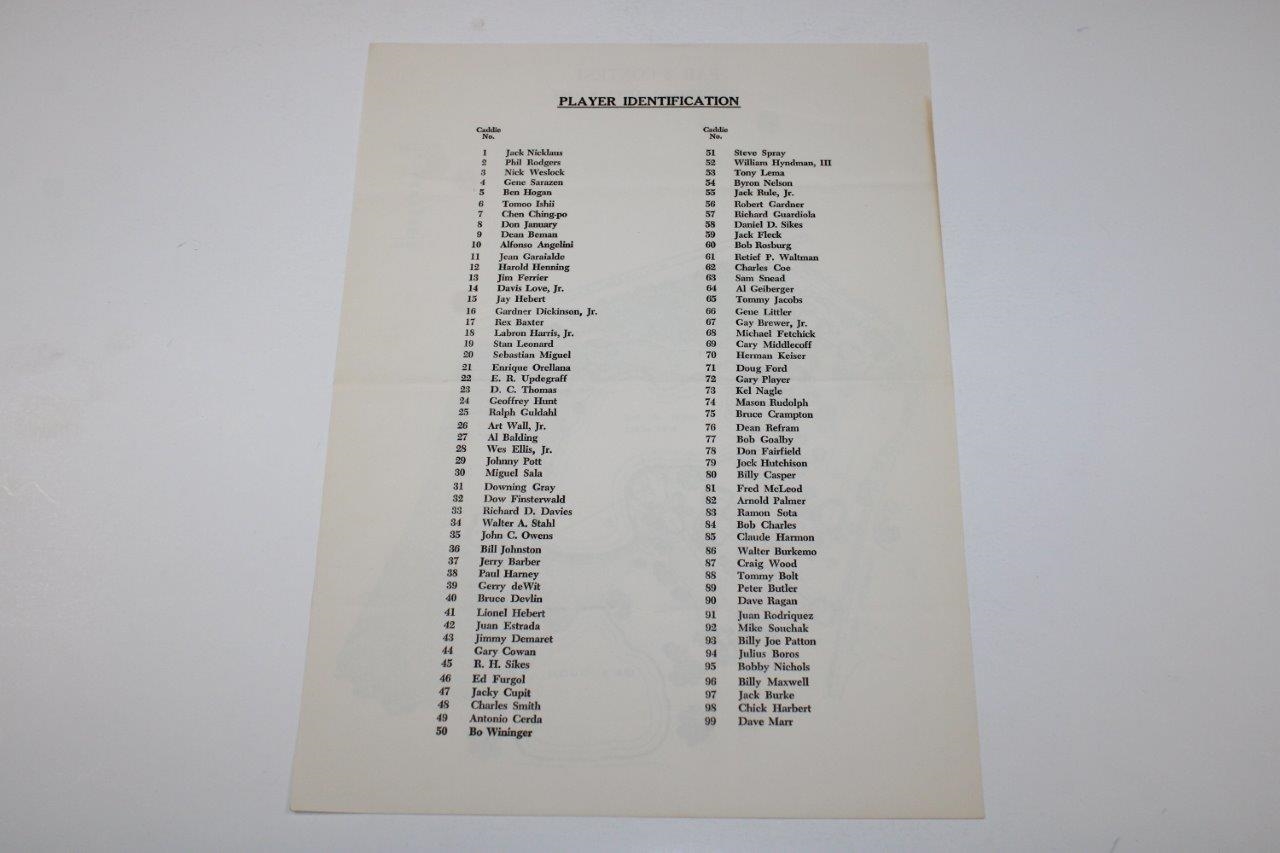 PLAYER IDENTIFICATION
Caddie
No.
1 Jack Nicklaus
2 Phil Rodgers
3 Nick Weslock
4 Gene Sarazen
5 Ben Hogan
6 Tomoo Ishii
7 Chen Ching-po
8 Don January
9 Dean Beman
10 Alfonso Angelini
11 Jean Garaialde
12 Harold Henning
13 Jim Ferrier
14 Davis Love, Jr.
15 Jay Hebert
16 Gardner Dickinson, Jr.
17 Rex Baxter
18 Labron Harris, Jr.
19 Stan Leonard
20 Sebastian Miguel
21 Enrique Orellana
22 E. R. Updegraff
23 D. C. Thomas
24 Geoffrey Hunt
25 Ralph Guldahl
26 Art Wall, Jr.
27 Al Balding
28 Wes Ellis, Jr.
29 Johnny Pott
30 Miguel Sala
31 Downing Gray
32 Dow Finsterwald
33 Richard D. Davies
34 Walter A. Stahl
35 John C. Owens
36 Bill Johnston
37 Jerry Barber
38 Paul Harney
39 Gerry deWit
40 Bruce Devlin
41 Lionel Hebert
42 Juan Estrada
43 Jimmy Demaret
44 Gary Cowan
45 R. H. Sikes
46 Ed Furgol
47 Jacky Cupit
48 Charles Smith
49 Antonio Cerda
50 Bo Wininger
Caddie
No.
51 Steve Spray
52 William Hyndman, III
53 Tony Lema
54 Byron Nelson
55 Jack Rule, Jr.
56 Robert Gardner
57 Richard Guardiola
58 Daniel D. Sikes
59 Jack Fleck
60 Bob Rosburg
61 Retief P. Waltman
62 Charles Coe
63 Sam Snead
64 Al Geiberger
65 Tommy Jacobs
66 Gene Littler
67 Gay Brewer, Jr.
68 Michael Fetchick
69 Cary Middlecoff
70 Herman Keiser
71 Doug Ford
72 Gary Player
73 Kel Nagle
74 Mason Rudolph
75 Bruce Crampton
76 Dean Refram
77 Bob Goalby
78 Don Fairfield
79 Jock Hutchison
80 Billy Casper
81 Fred McLeod
82 Arnold Palmer
83 Ramon Sota
84 Bob Charles
85 Claude Harmon
86 Walter Burkemo
87 Craig Wood
88 Tommy Bolt
89 Peter Butler
90 Dave Ragan
91 Juan Rodriquez
92 Mike Souchak
93 Billy Joe Patton
94 Julius Boros
95 Bobby Nichols
96 Billy Maxwell
97 Jack Burke
98 Chick Harbert
99 Dave Marr